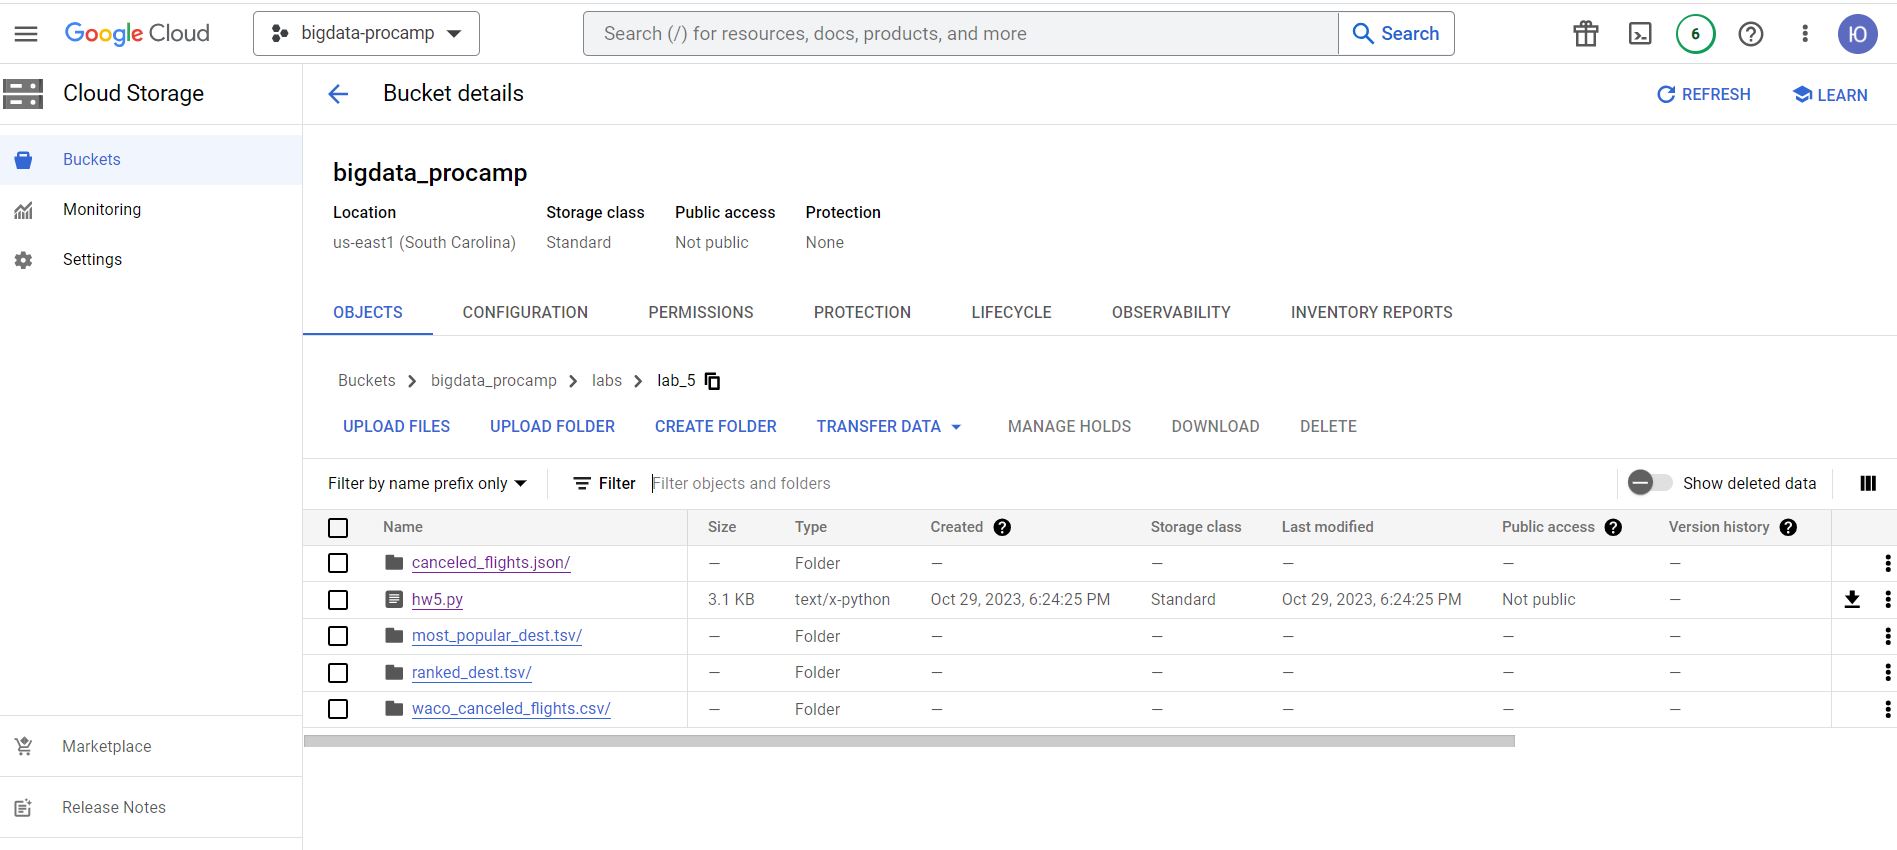 Google Cloud bigdata-procamp Search (/) for resources, docs, products, and more Search 6 Ю
Cloud Storage Bucket details REFRESH LEARN
Buckets
Monitoring
Settings
Marketplace
Release Notes
bigdata_procamp
Location Storage class Public access Protection
us-east1 (South Carolina) Standard Not public None
OBJECTS CONFIGURATION PERMISSIONS PROTECTION LIFECYCLE OBSERVABILITY INVENTORY REPORTS
Buckets > bigdata_procamp > labs > lab_5
UPLOAD FILES UPLOAD FOLDER CREATE FOLDER TRANSFER DATA MANAGE HOLDS DOWNLOAD DELETE
Filter by name prefix only Filter Filter objects and folders Show deleted data
Name Size Type Created Storage class Last modified Public access Version history
canceled_flights.json/ — Folder — — — — —
hw5.py 3.1 KB text/x-python Oct 29, 2023, 6:24:25 PM Standard Oct 29, 2023, 6:24:25 PM Not public —
most_popular_dest.tsv/ — Folder — — — — —
ranked_dest.tsv/ — Folder — — — — —
waco_canceled_flights.csv/ — Folder — — — — —